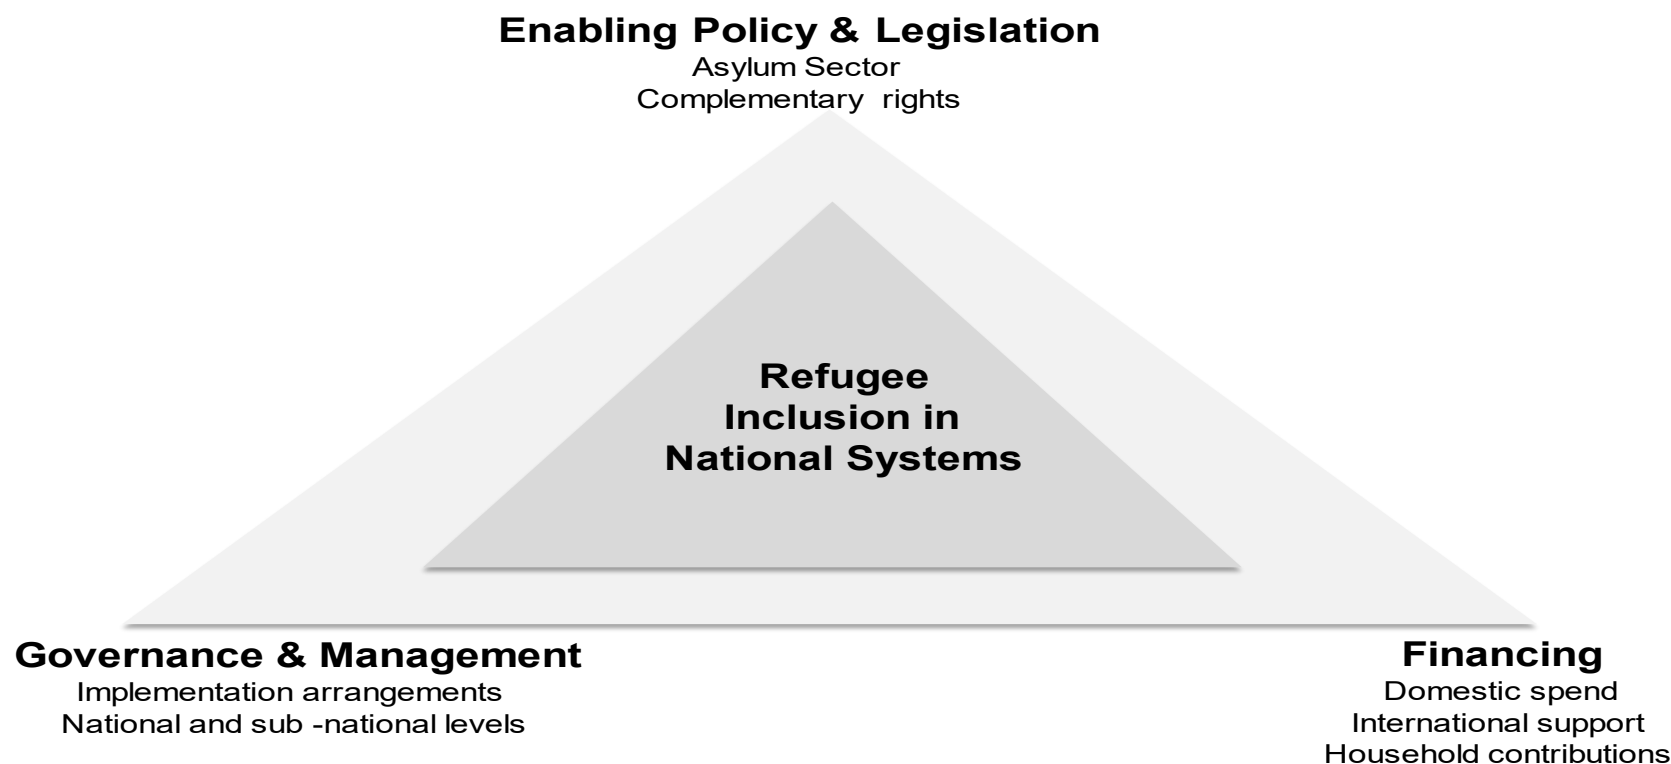 Enabling Policy & Legislation
Asylum Sector
Complementary rights
Refugee
Inclusion in
National Systems
Governance & Management
Implementation arrangements
National and sub -national levels
Financing
Domestic spend
International support
Household contributions